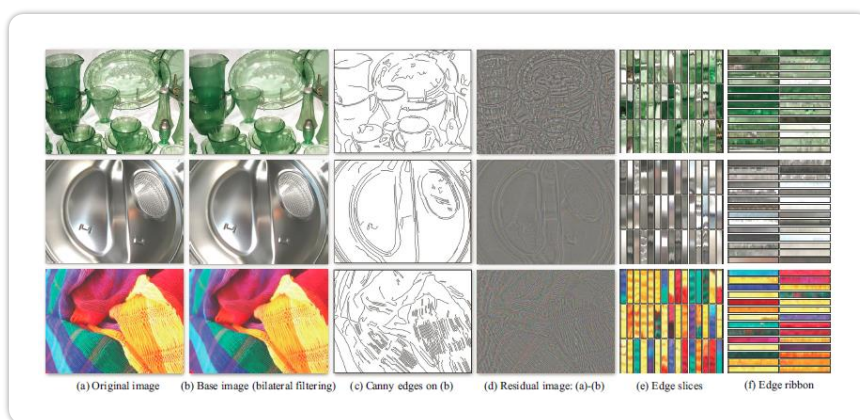 (a) Original image (b) Base image (bilateral filtering) (c) Canny edges on (b) (d) Residual image: (a)-(b) (e) Edge slices (f) Edge ribbon